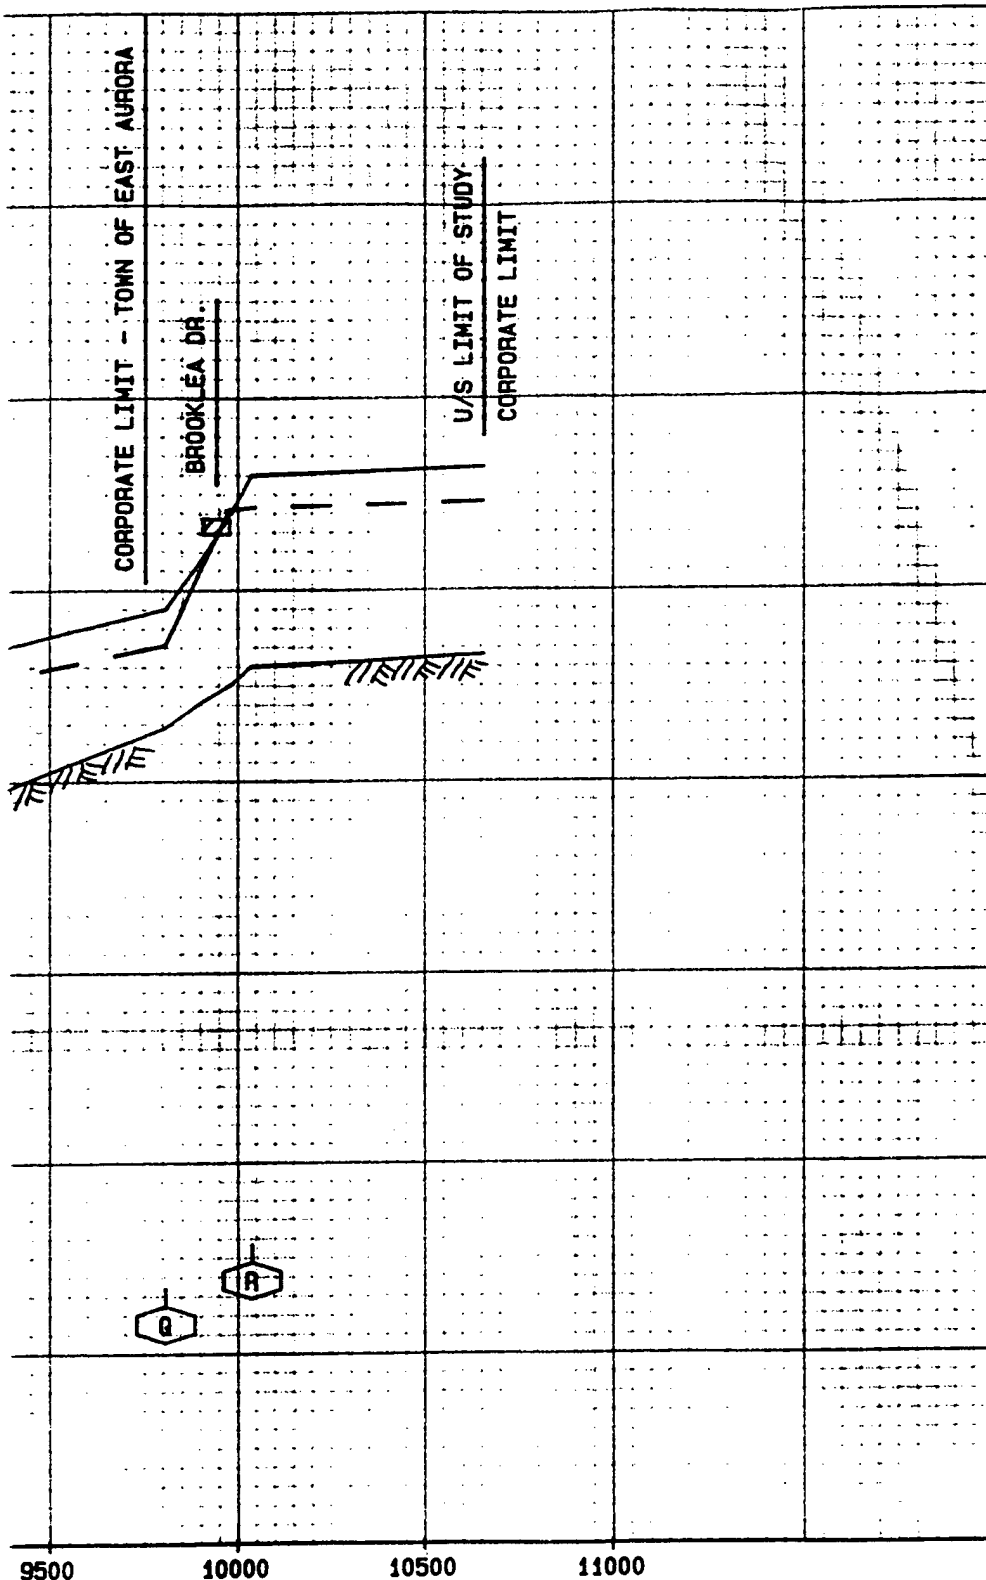 CORPORATE LIMIT - TOWN OF EAST AURORA
BROOKLEA DR.
U/S LIMIT OF STUDY
CORPORATE LIMIT
R
Q
9500 10000 10500 11000